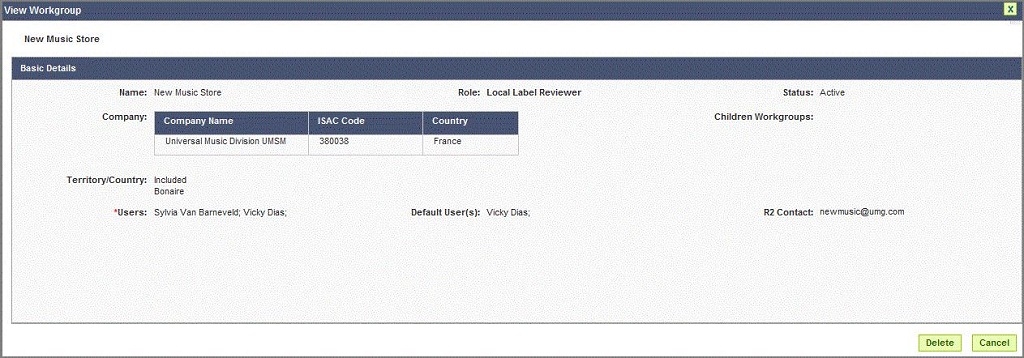 View Workgroup X
New Music Store
Basic Details
Name: New Music Store Role: Local Label Reviewer Status: Active
Company: Company Name ISAC Code Country Children Workgroups:
Universal Music Division UMSM 380038 France
Territory/Country: Included
Bonaire
*Users: Sylvia Van Barneveld; Vicky Dias; Default User(s): Vicky Dias; R2 Contact: newmusic@umg.com
Delete Cancel